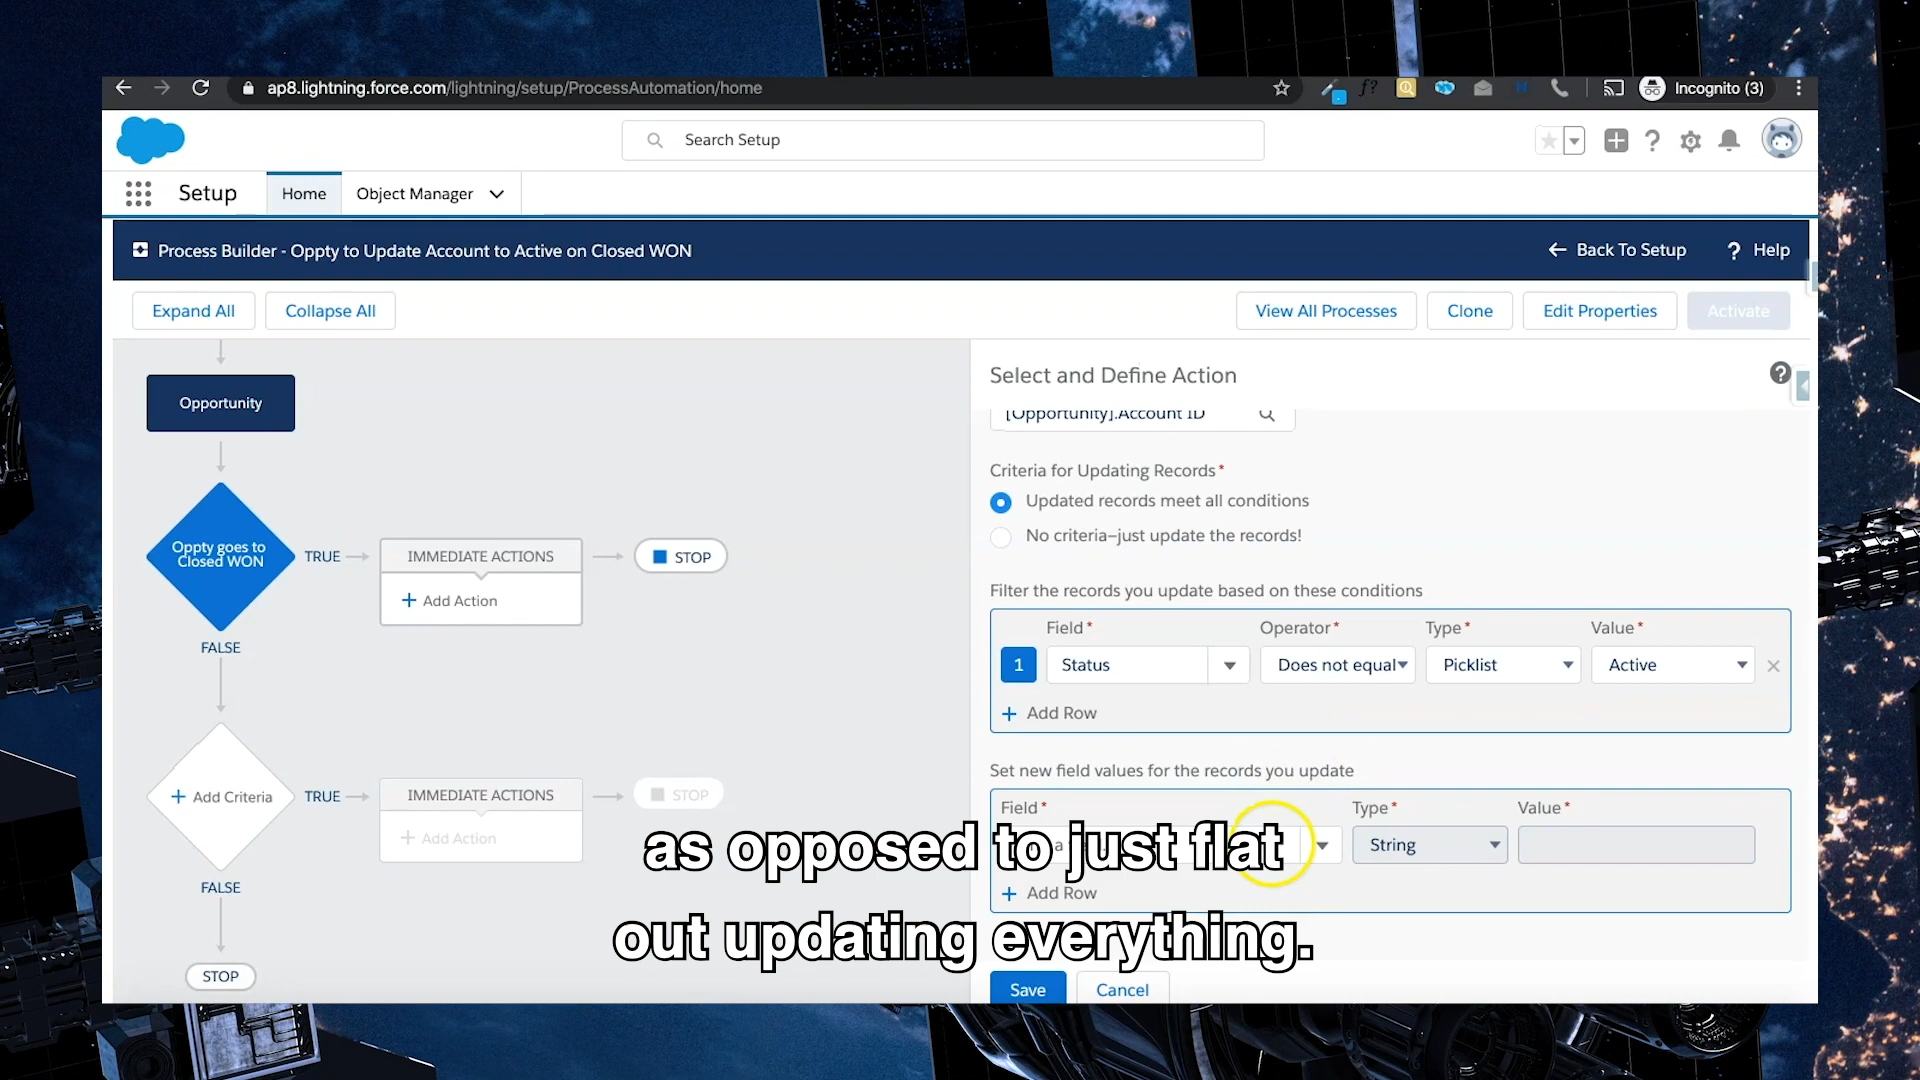 ap8.lightning.force.com/lightning/setup/ProcessAutomation/home
Incognito (3)
Search Setup
Setup
Home
Object Manager
Process Builder - Oppty to Update Account to Active on Closed WON
Back To Setup
? Help
Expand All
Collapse All
View All Processes
Clone
Edit Properties
Activate
Opportunity
Oppty goes to
Closed WON
TRUE
IMMEDIATE ACTIONS
+ Add Action
STOP
FALSE
+ Add Criteria
TRUE
IMMEDIATE ACTIONS
+ Add Action
STOP
FALSE
STOP
Select and Define Action
[Opportunity].Account ID
Criteria for Updating Records*
Updated records meet all conditions
No criteria—just update the records!
Filter the records you update based on these conditions
Field* Operator* Type* Value*
1 Status Does not equal Picklist Active
+ Add Row
Set new field values for the records you update
Field* Type* Value*
String
+ Add Row
Save
Cancel
as opposed to just flat
out updating everything.